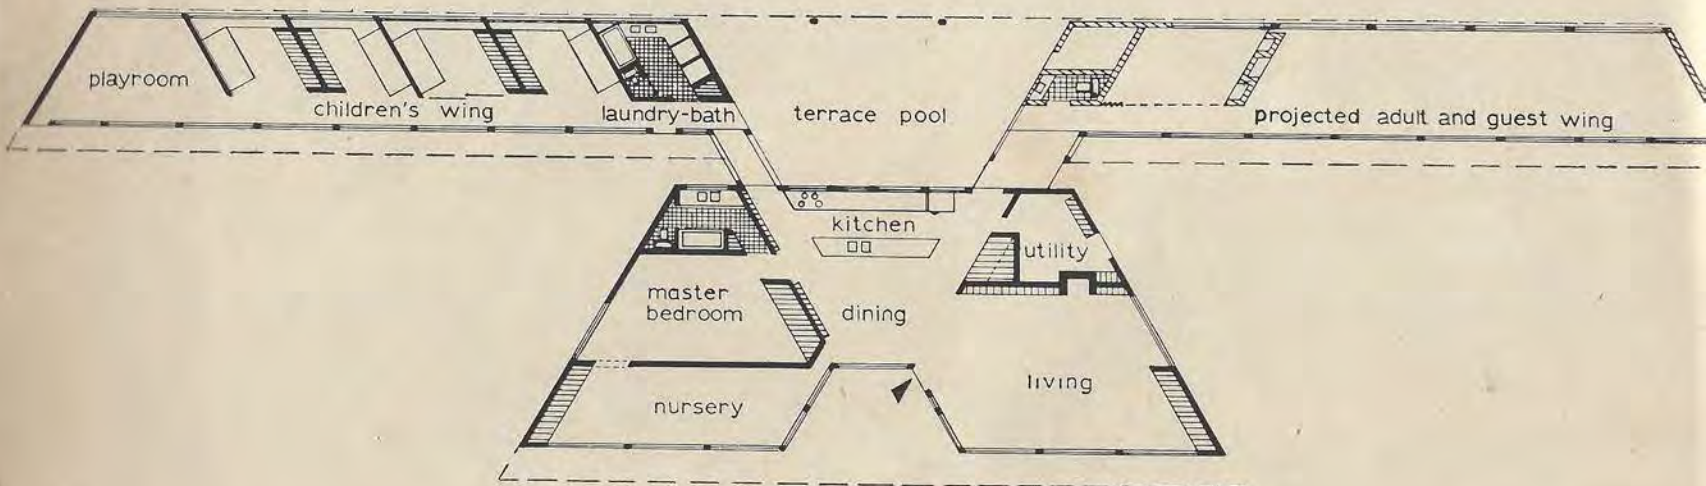 playroom
children's wing
laundry-bath
terrace pool
projected adult and guest wing
kitchen
utility
master
bedroom
dining
living
nursery